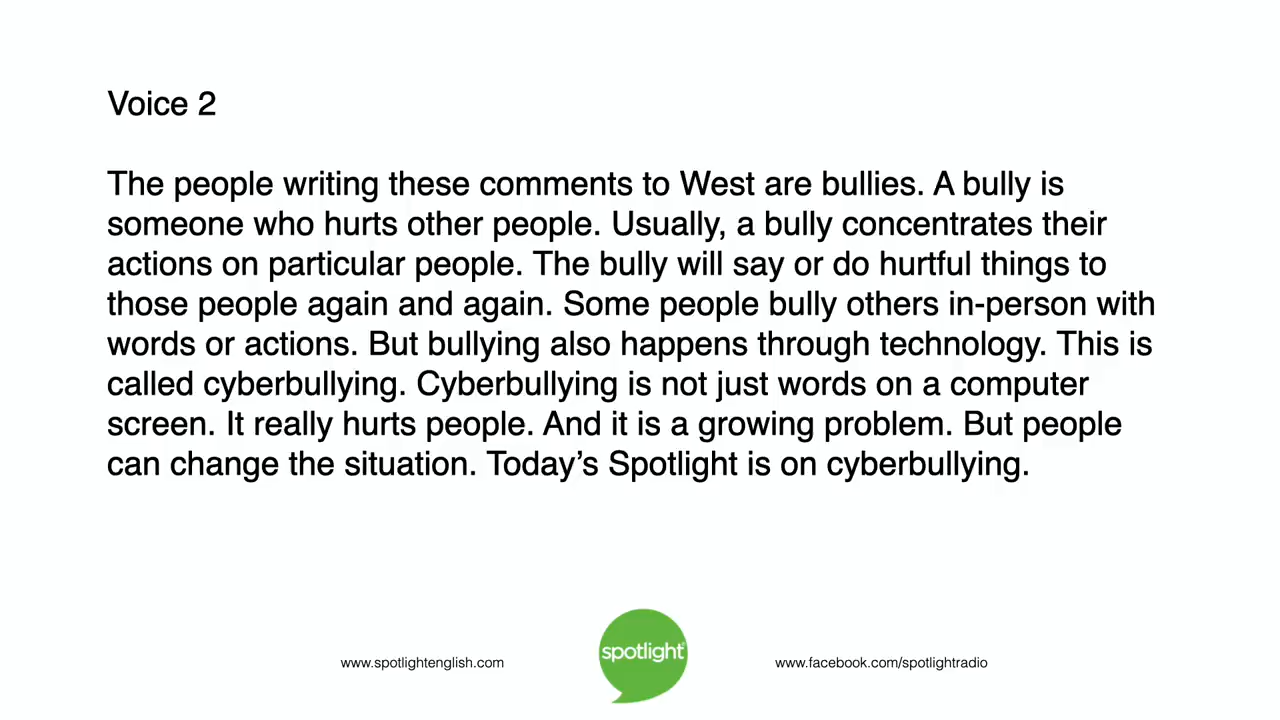 Voice 2
The people writing these comments to West are bullies. A bully is
someone who hurts other people. Usually, a bully concentrates their
actions on particular people. The bully will say or do hurtful things to
those people again and again. Some people bully others in-person with
words or actions. But bullying also happens through technology. This is
called cyberbullying. Cyberbullying is not just words on a computer
screen. It really hurts people. And it is a growing problem. But people
can change the situation. Today’s Spotlight is on cyberbullying.
www.spotlightenglish.com
spotlight
www.facebook.com/spotlightradio